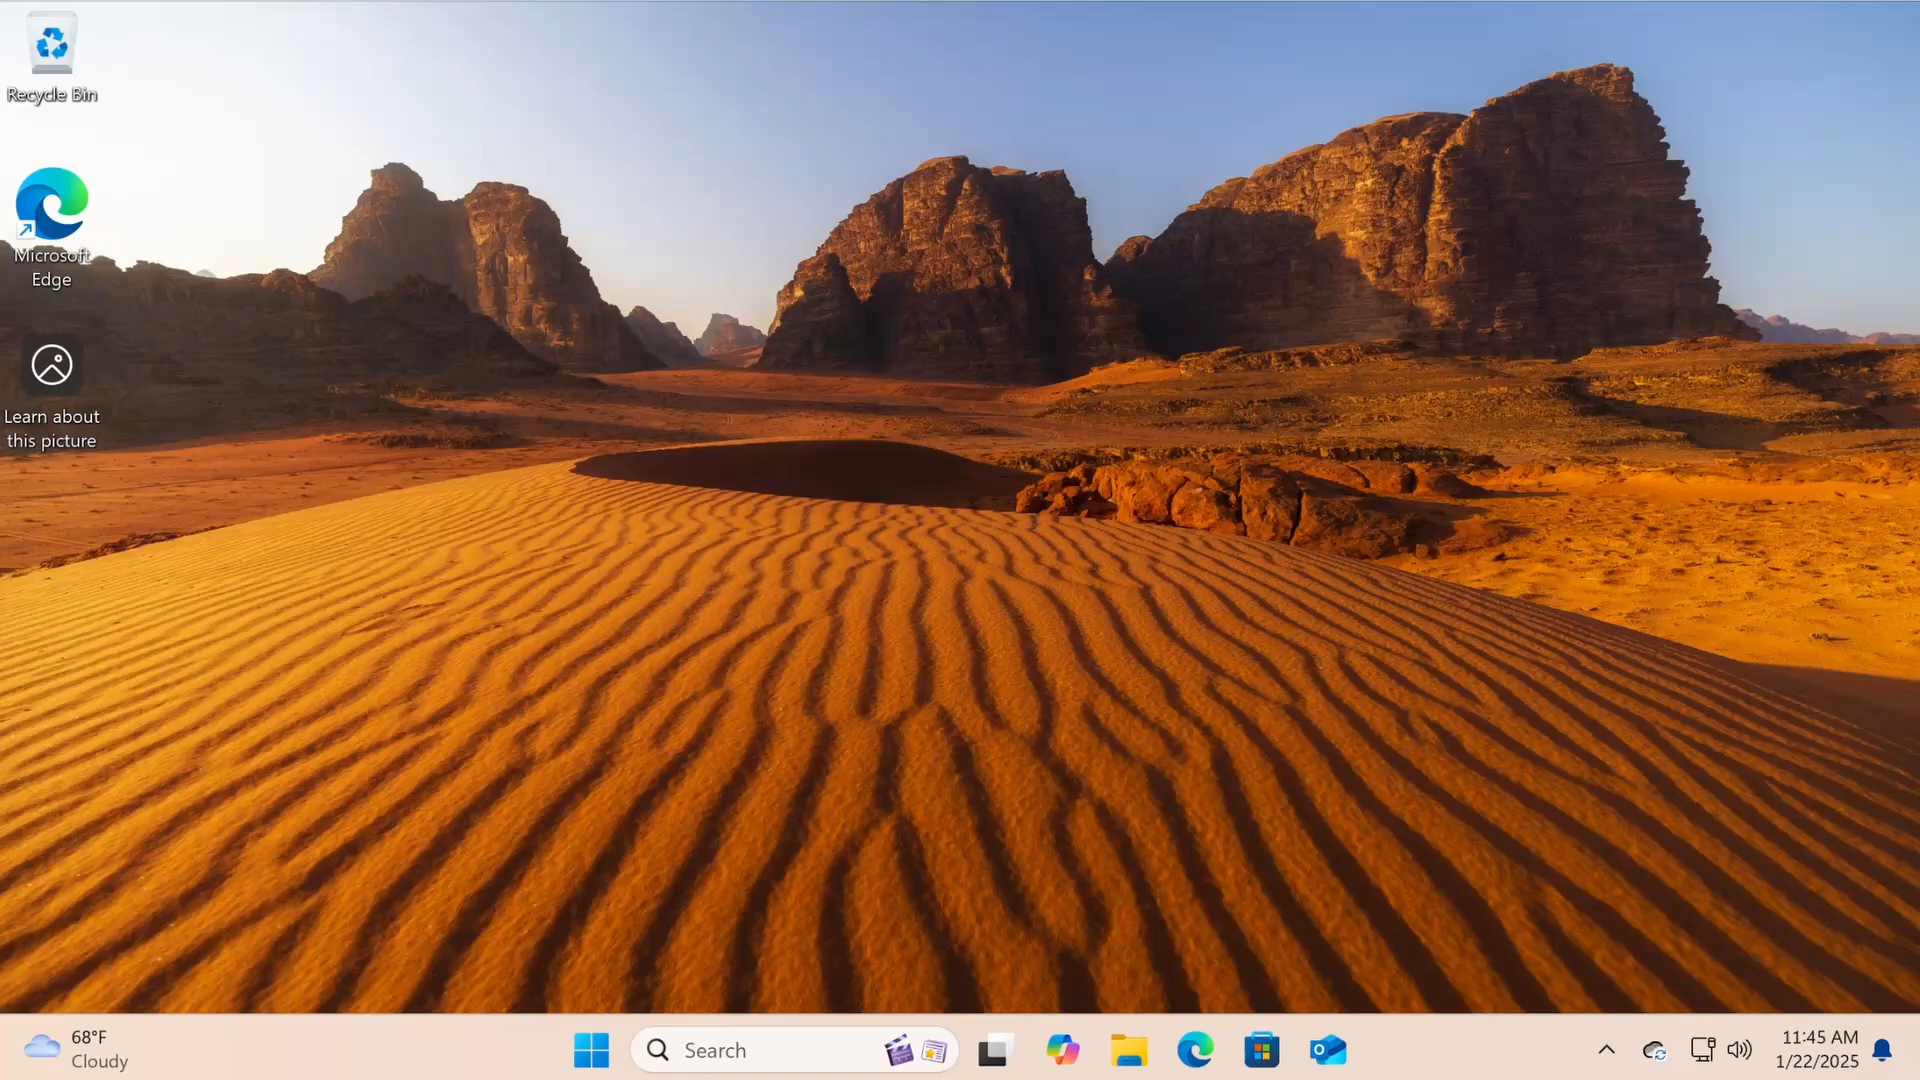 Recycle Bin
Microsoft
Edge
Learn about
this picture
68°F
Cloudy
Search
11:45 AM
1/22/2025